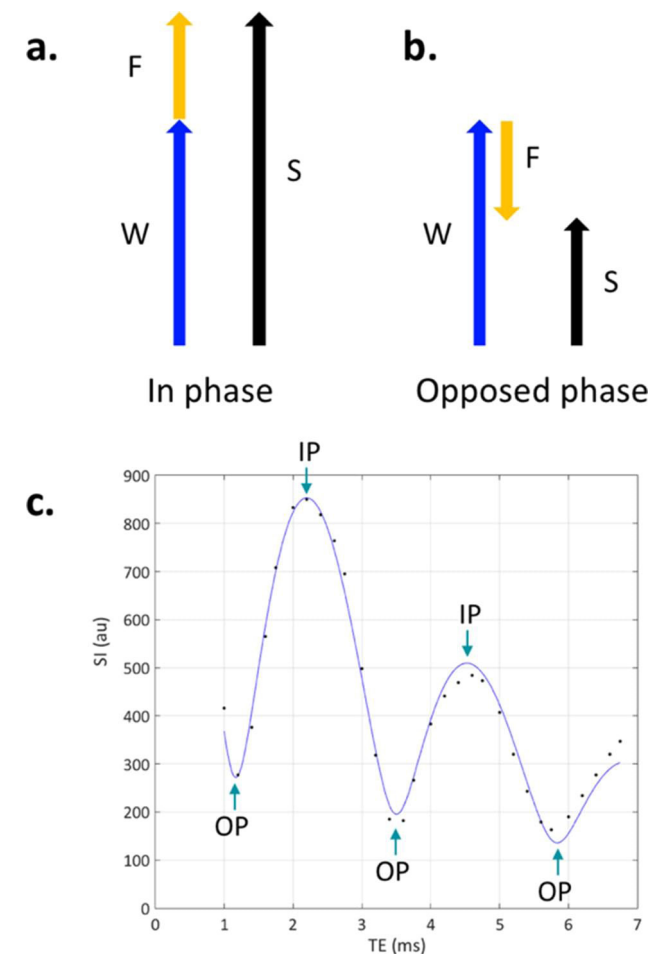 a.
F
W
S
In phase
b.
W
F
S
Opposed phase
c.
IP
IP
OP
OP
OP
900
800
700
600
500
400
300
200
100
0
SI (au)
0 1 2 3 4 5 6 7
TE (ms)